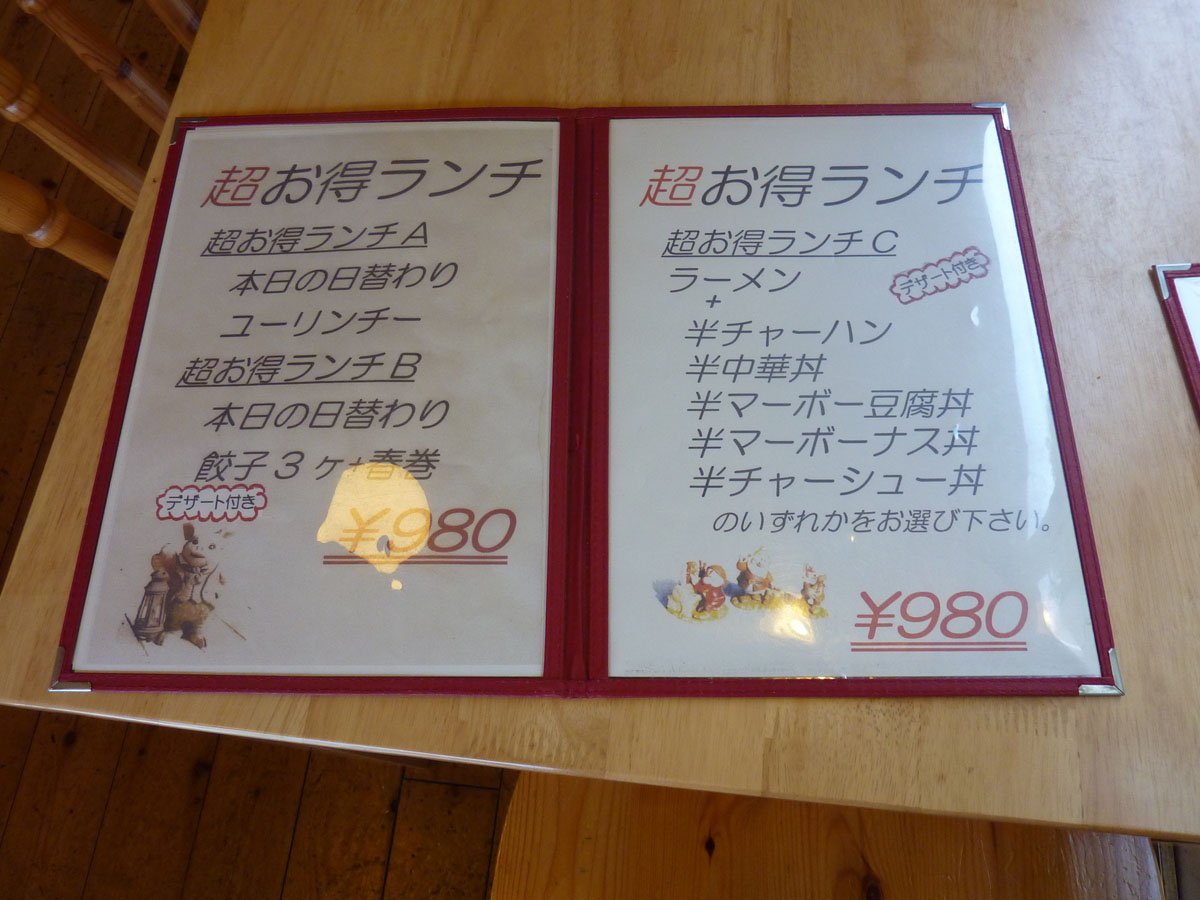 超お得ランチ
超お得ランチA
本日の日替わり
ユーリンチー
超お得ランチB
本日の日替わり
餃子3ヶ+春巻
デザート付き
¥980
超お得ランチ
超お得ランチC
デザート付き
ラーメン
+
半チャーハン
半中華丼
半マーボー豆腐丼
半マーボーナス丼
半チャーシュー丼
のいずれかをお選び下さい。
¥980